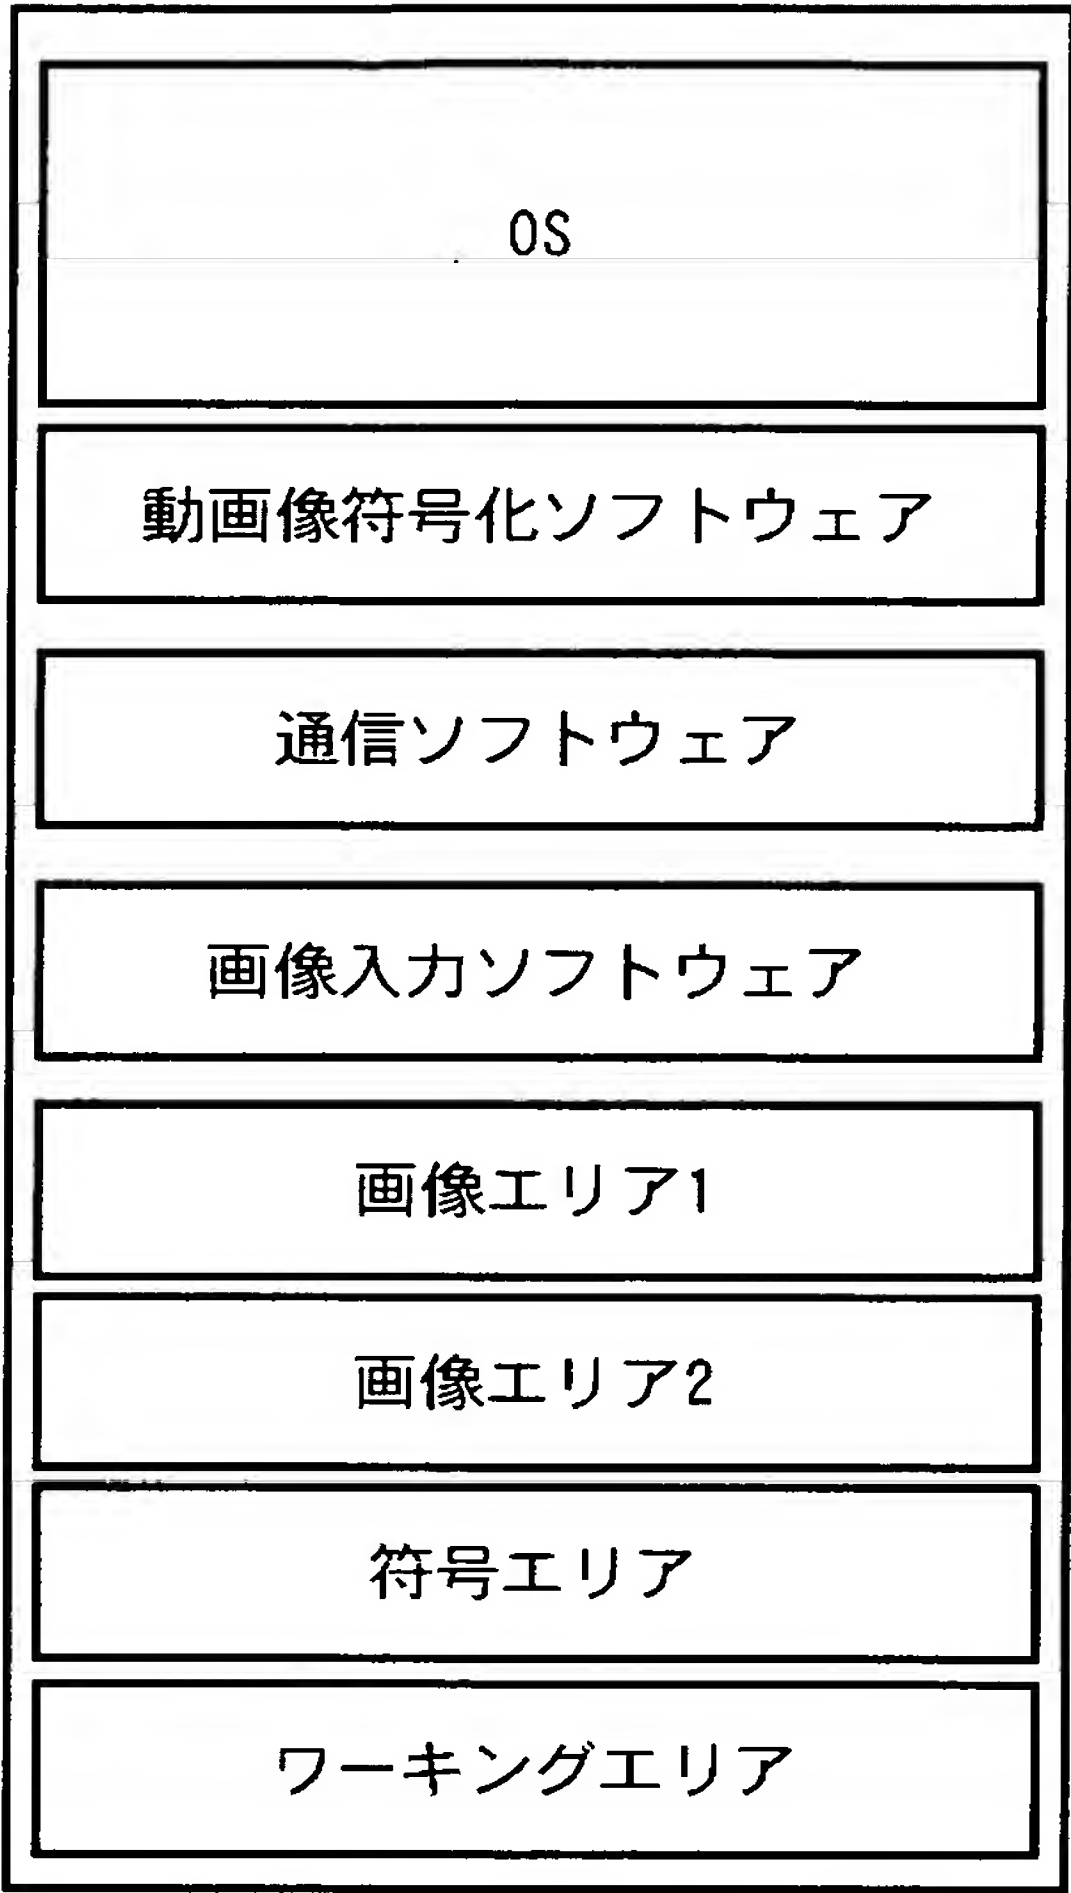 OS
動画像符号化ソフトウェア
通信ソフトウェア
画像入力ソフトウェア
画像エリア1
画像エリア2
符号エリア
ワーキングエリア